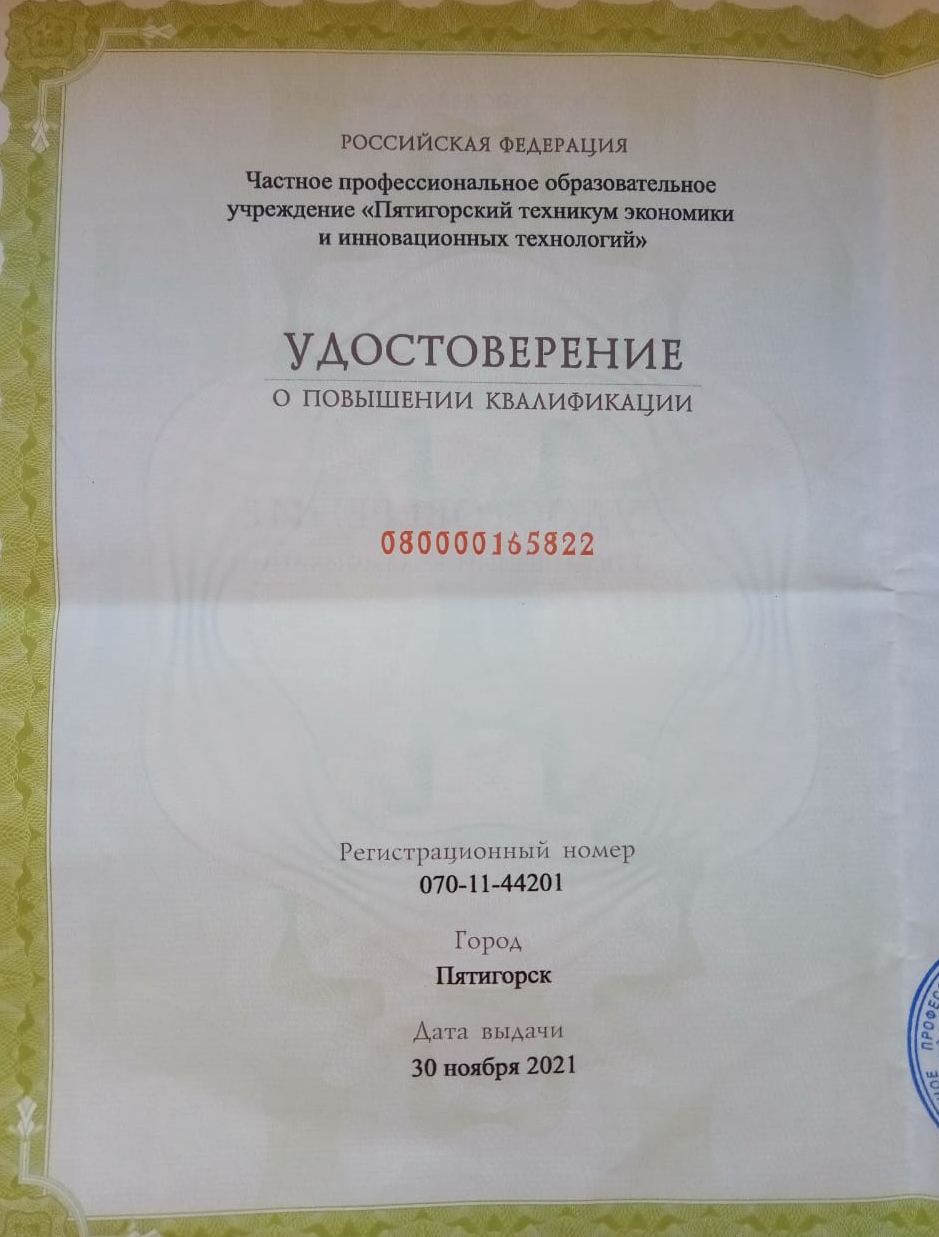 РОССИЙСКАЯ ФЕДЕРАЦИЯ
Частное профессиональное образовательное
учреждение «Пятигорский техникум экономики
и инновационных технологий»
УДОСТОВЕРЕНИЕ
О ПОВЫШЕНИИ КВАЛИФИКАЦИИ
080000165822
Регистрационный номер
070-11-44201
Город
Пятигорск
Дата выдачи
30 ноября 2021